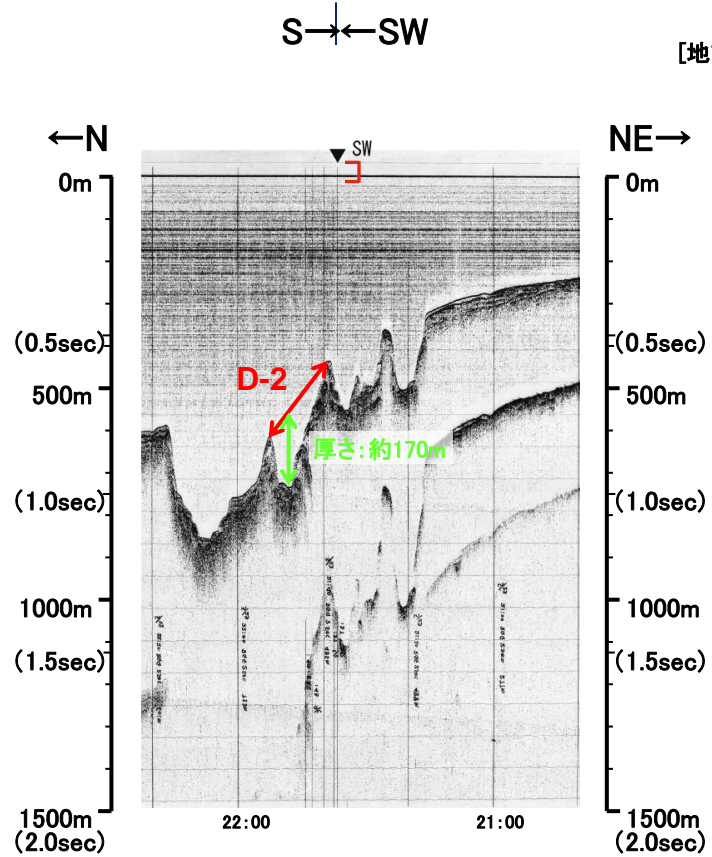 S→←SW
[地
←N
NE→
▼ SW
0m
0m
(0.5sec)
(0.5sec)
D-2
500m
500m
厚さ：約170m
(1.0sec)
(1.0sec)
1000m
1000m
(1.5sec)
(1.5sec)
1500m
1500m
(2.0sec)
(2.0sec)
22:00
21:00